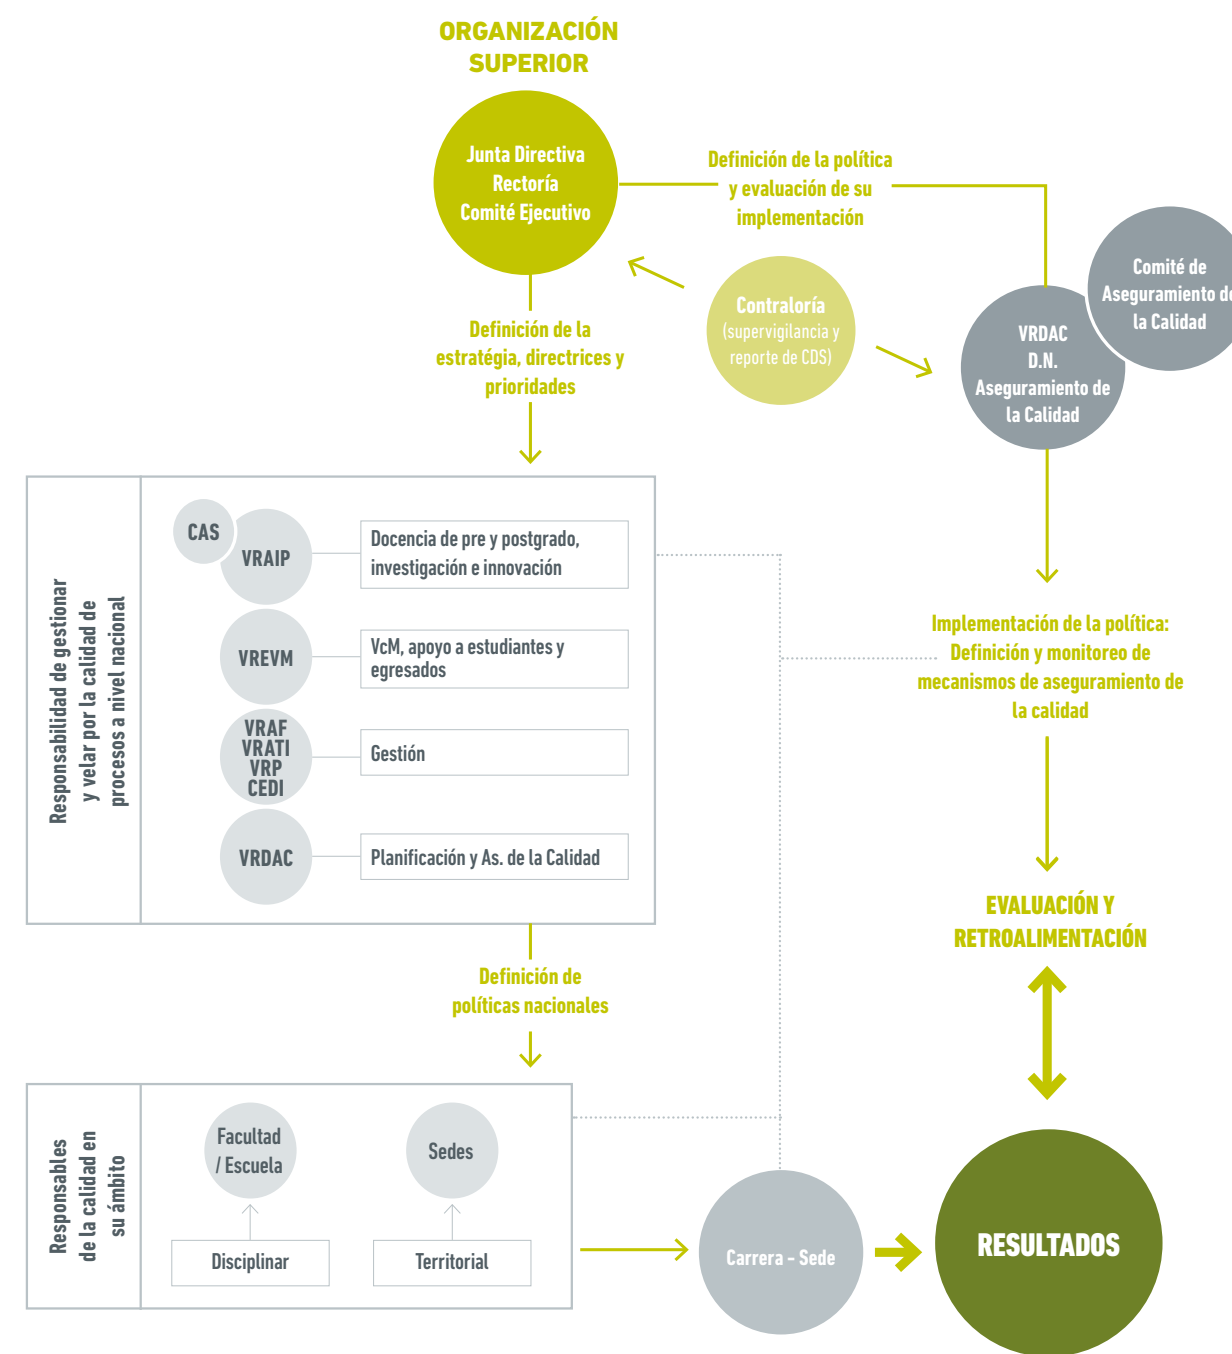 ORGANIZACIÓN
SUPERIOR
Junta Directiva
Rectoría
Comité Ejecutivo
Definición de la política
y evaluación de su
implementación
Comité de
Aseguramiento de
la Calidad
Contraloría
(supervigilancia y
reporte de CDS)
VRDAC
D.N.
Aseguramiento de
la Calidad
Definición de la
estratégia, directrices y
prioridades
Responsabilidad de gestionar
y velar por la calidad de
procesos a nivel nacional
CAS
VRAIP
Docencia de pre y postgrado,
investigación e innovación
VREVM
VcM, apoyo a estudiantes y
egresados
VRAF
VRATI
VRP
CEDI
Gestión
VRDAC
Planificación y As. de la Calidad
Implementación de la política:
Definición y monitoreo de
mecanismos de aseguramiento de
la calidad
EVALUACIÓN Y
RETROALIMENTACIÓN
Definición de
políticas nacionales
Responsables
de la calidad en
su ámbito
Facultad
/ Escuela
Sedes
Disciplinar
Territorial
Carrera - Sede
RESULTADOS